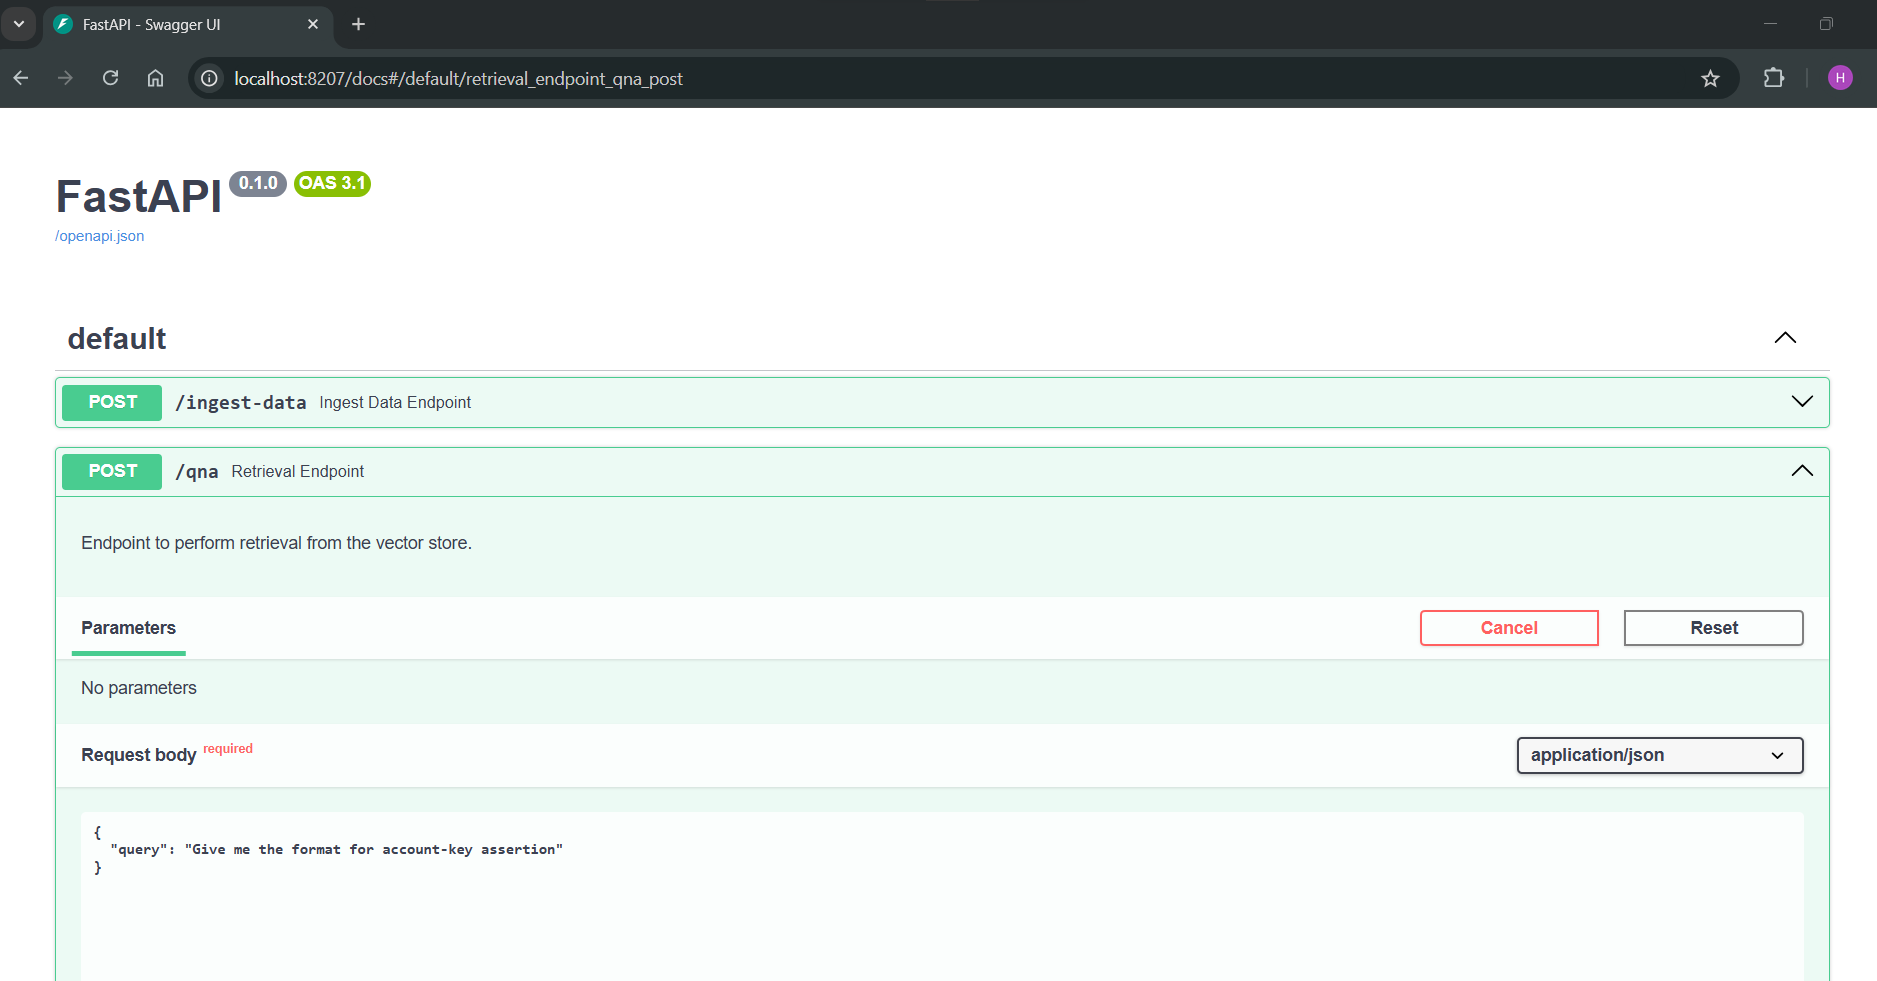 FastAPI - Swagger UI
localhost:8207/docs#/default/retrieval_endpoint_qna_post
H
FastAPI 0.1.0 OAS 3.1
/openapi.json
default
POST /ingest-data Ingest Data Endpoint
POST /qna Retrieval Endpoint
Endpoint to perform retrieval from the vector store.
Parameters Cancel Reset
No parameters
Request body required application/json
{
"query": "Give me the format for account-key assertion"
}